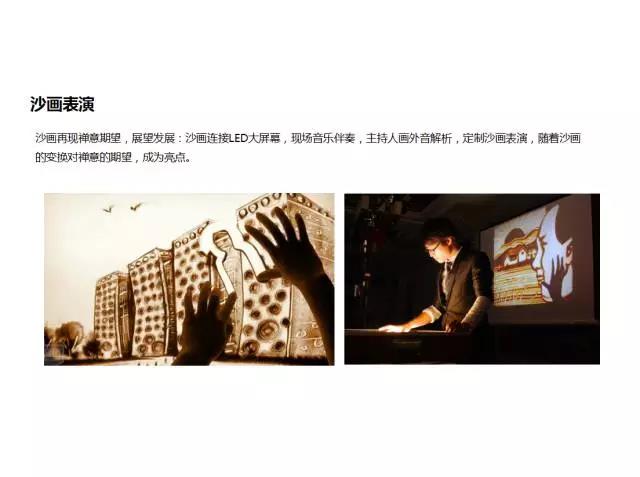 沙画表演
沙画再现禅意期望，展望发展：沙画连接LED大屏幕，现场音乐伴奏，主持人画外音解析，定制沙画表演，随着沙画
的变换对禅意的期望，成为亮点。